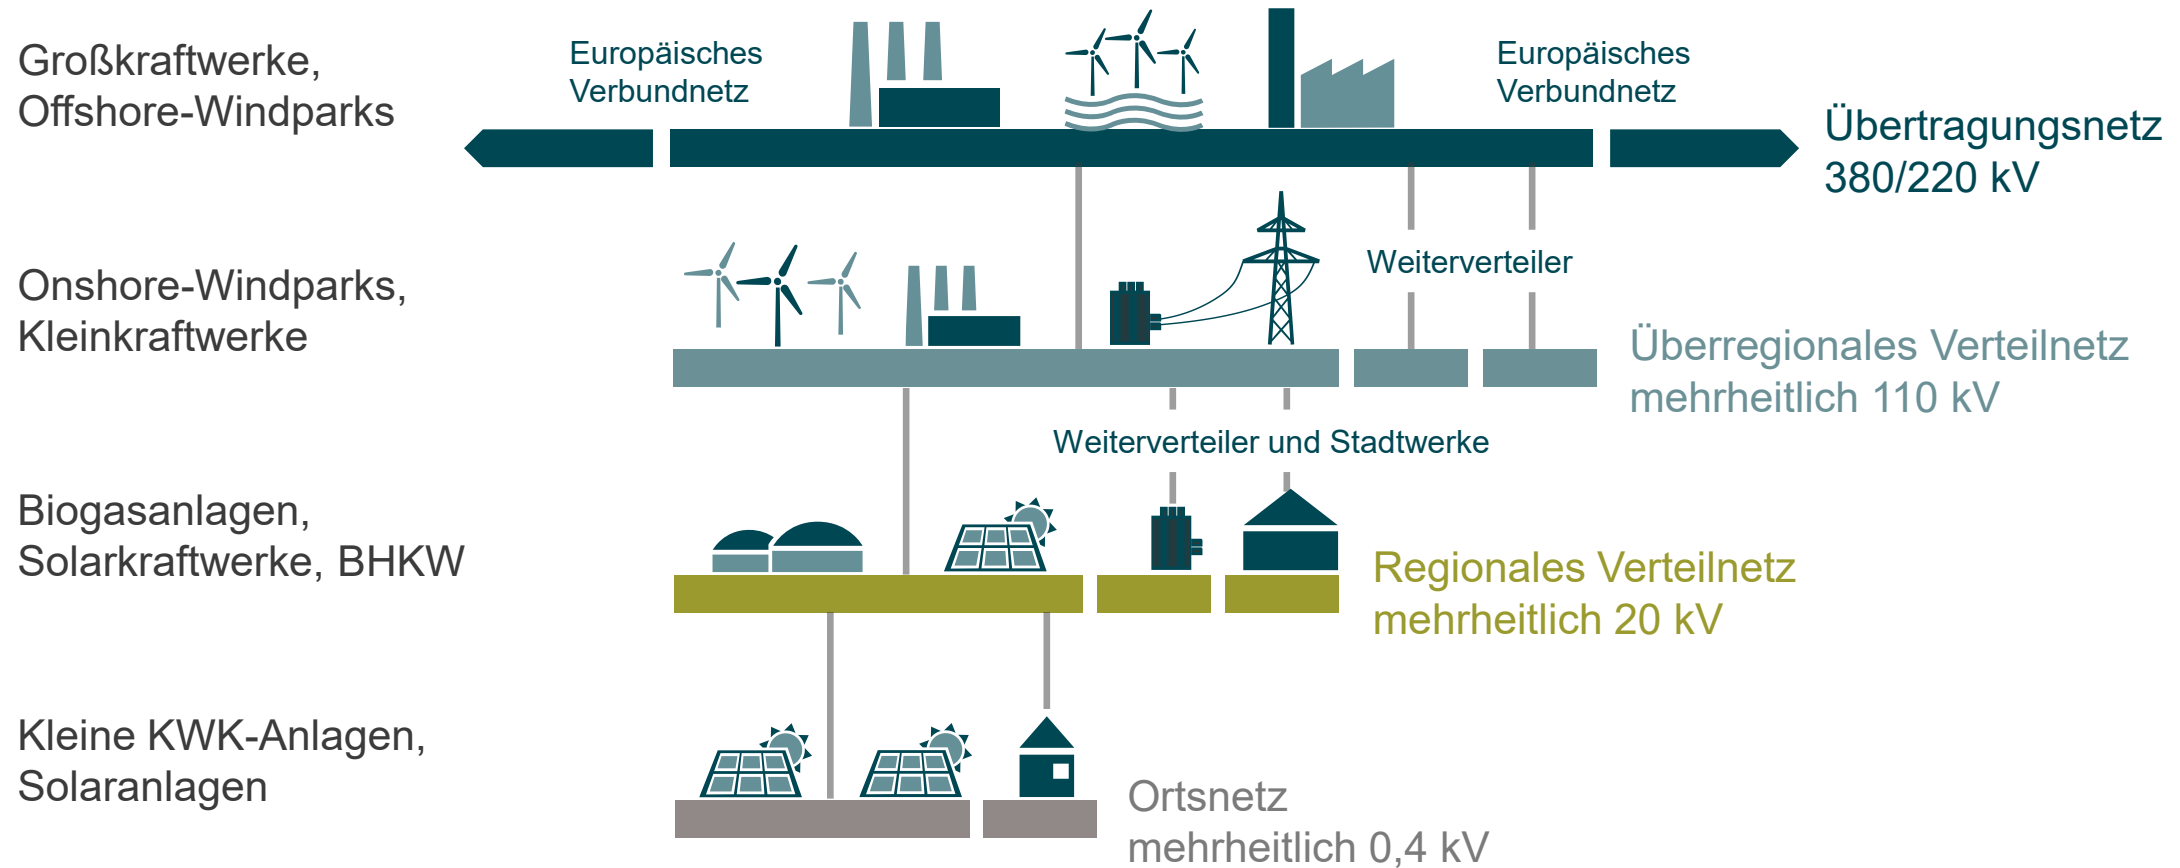 Großkraftwerke,
Offshore-Windparks
Europäisches
Verbundnetz
Europäisches
Verbundnetz
Übertragungsnetz
380/220 kV
Onshore-Windparks,
Kleinkraftwerke
Weiterverteiler
Überregionales Verteilnetz
mehrheitlich 110 kV
Weiterverteiler und Stadtwerke
Biogasanlagen,
Solarkraftwerke, BHKW
Regionales Verteilnetz
mehrheitlich 20 kV
Kleine KWK-Anlagen,
Solaranlagen
Ortsnetz
mehrheitlich 0,4 kV